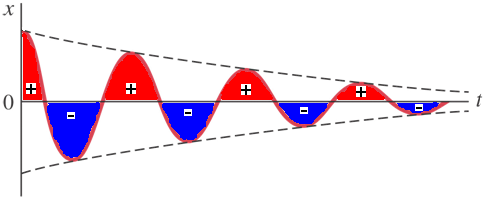 x
+ + + +
0 t
- - - -